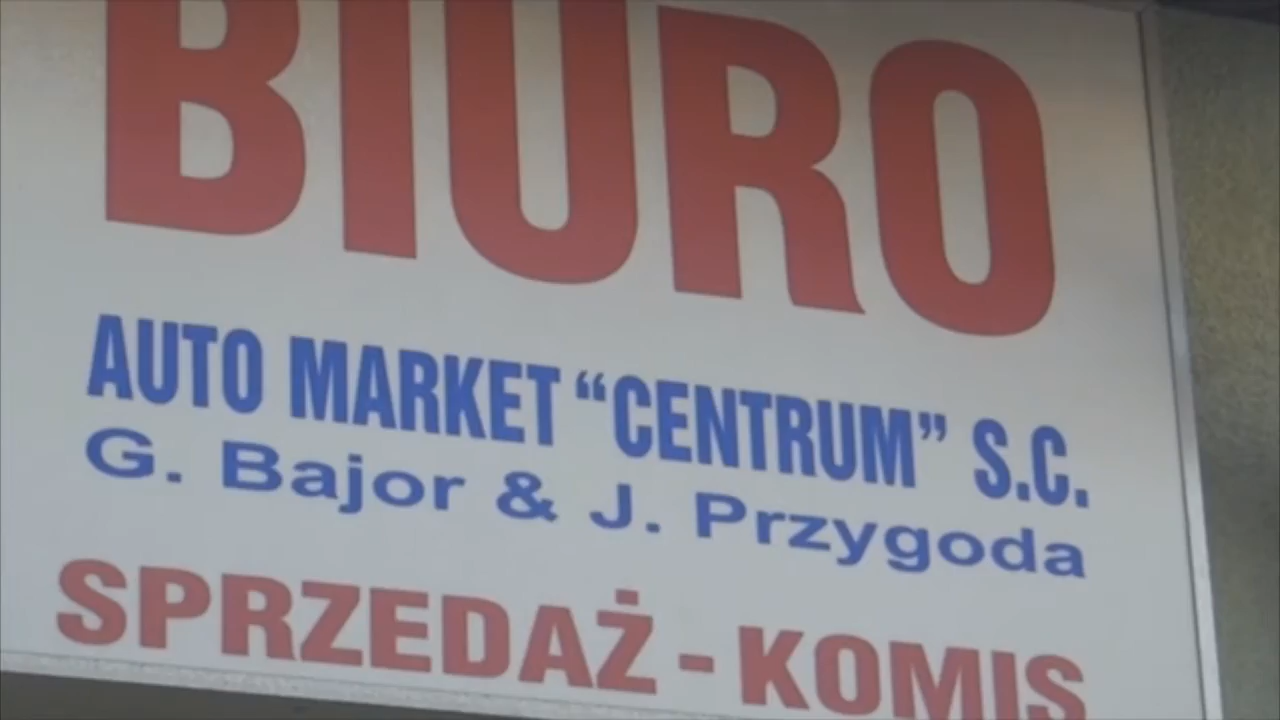 BIURO
AUTO MARKET “CENTRUM” S.C.
G. Bajor & J. Przygoda
SPRZEDAŻ - KOMIS